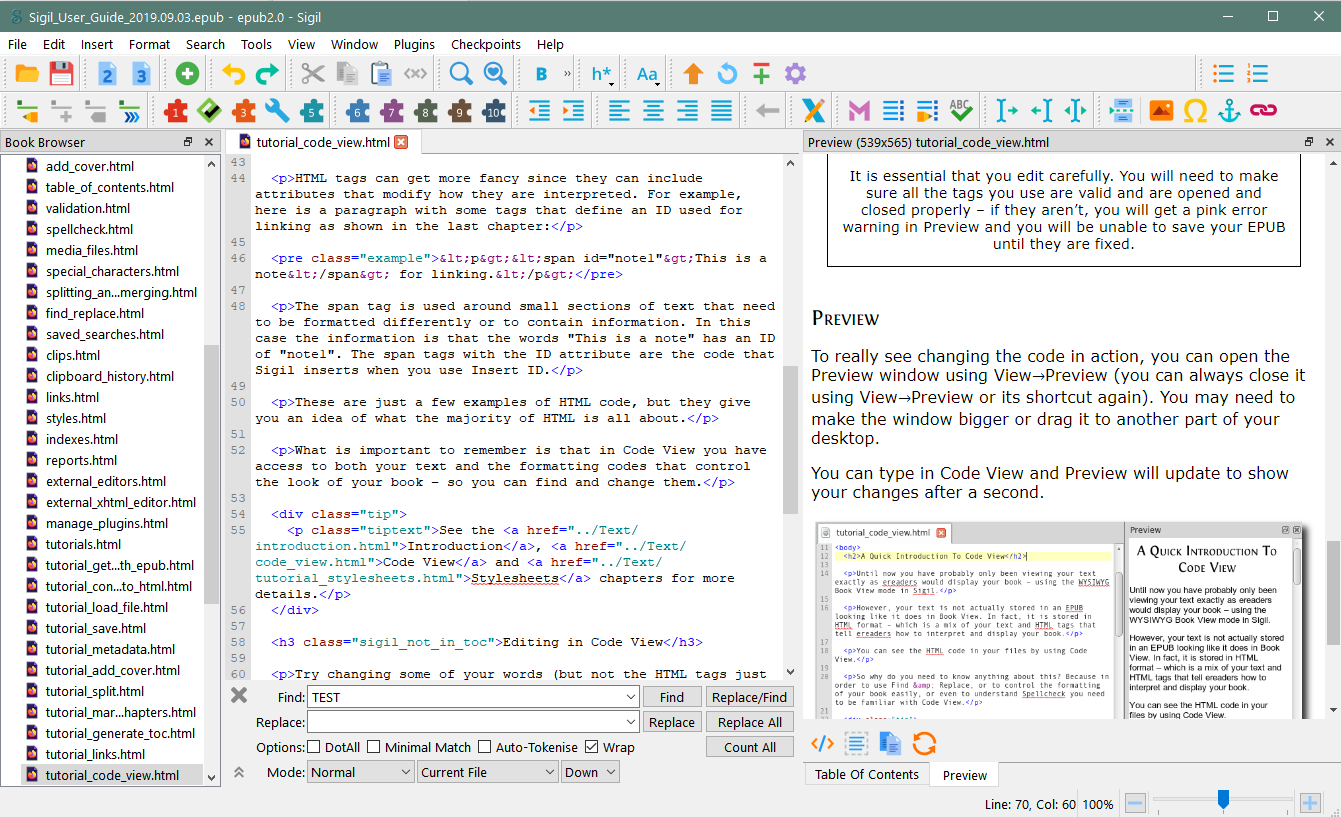 Sigil_User_Guide_2019.09.03.epub - epub2.0 - Sigil
File Edit Insert Format Search Tools View Window Plugins Checkpoints Help
2 3 B » h* Aa
1 3 5 6 7 8 9 10 ABC
Book Browser
add_cover.html
table_of_contents.html
validation.html
spellcheck.html
media_files.html
special_characters.html
splitting_an...merging.html
find_replace.html
saved_searches.html
clips.html
clipboard_history.html
links.html
styles.html
indexes.html
reports.html
external_editors.html
external_xhtml_editor.html
manage_plugins.html
tutorials.html
tutorial_get...th_epub.html
tutorial_con...to_html.html
tutorial_load_file.html
tutorial_save.html
tutorial_metadata.html
tutorial_add_cover.html
tutorial_split.html
tutorial_mar...hapters.html
tutorial_generate_toc.html
tutorial_links.html
tutorial_code_view.html
tutorial_code_view.html
43
44 <p>HTML tags can get more fancy since they can include
attributes that modify how they are interpreted. For example,
here is a paragraph with some tags that define an ID used for
linking as shown in the last chapter:</p>
45
46 <pre class="example">&lt;p&gt;&lt;span id="note1"&gt;This is a
note&lt;/span&gt; for linking.&lt;/p&gt;</pre>
47
48 <p>The span tag is used around small sections of text that need
to be formatted differently or to contain information. In this
case the information is that the words "This is a note" has an ID
of "note1". The span tags with the ID attribute are the code that
Sigil inserts when you use Insert ID.</p>
49
50 <p>These are just a few examples of HTML code, but they give
you an idea of what the majority of HTML is all about.</p>
51
52 <p>What is important to remember is that in Code View you have
access to both your text and the formatting codes that control
the look of your book – so you can find and change them.</p>
53
54 <div class="tip">
55 <p class="tiptext">See the <a href="../Text/
introduction.html">Introduction</a>, <a href="../Text/
code_view.html">Code View</a> and <a href="../Text/
tutorial_stylesheets.html">Stylesheets</a> chapters for more
details.</p>
56 </div>
57
58 <h3 class="sigil_not_in_toc">Editing in Code View</h3>
59
60 <p>Try changing some of your words (but not the HTML tags just
Find: TEST Find Replace/Find
Replace: Replace Replace All
Options: DotAll Minimal Match Auto-Tokenise Wrap Count All
Mode: Normal Current File Down
Preview (539x565) tutorial_code_view.html
It is essential that you edit carefully. You will need to make
sure all the tags you use are valid and are opened and
closed properly – if they aren’t, you will get a pink error
warning in Preview and you will be unable to save your EPUB
until they are fixed.
Preview
To really see changing the code in action, you can open the
Preview window using View→Preview (you can always close it
using View→Preview or its shortcut again). You may need to
make the window bigger or drag it to another part of your
desktop.
You can type in Code View and Preview will update to show
your changes after a second.
tutorial_code_view.html
11 <body>
12 <h2>A Quick Introduction To Code View</h2>
13
14 <p>Until now you have probably only been viewing your text
exactly as ereaders would display your book - using the WYSIWYG
Book View mode in Sigil.</p>
15
16 <p>However, your text is not actually stored in an EPUB
looking like it does in Book View. In fact, it is stored in
HTML format - which is a mix of your text and HTML tags that
tell ereaders how to interpret and display your book.</p>
17
18 <p>You can see the HTML code in your files by using Code
View.</p>
19
20 <p>So why do you need to know anything about this? Because in
order to use Find &amp; Replace, or to control the formatting
of your book easily, or even to understand Spellcheck you need
to be familiar with Code View.</p>
21
Preview
A Quick Introduction To
Code View
Until now you have probably only been
viewing your text exactly as ereaders
would display your book – using the
WYSIWYG Book View mode in Sigil.
However, your text is not actually stored
in an EPUB looking like it does in Book
View. In fact, it is stored in HTML
format – which is a mix of your text and
HTML tags that tell ereaders how to
interpret and display your book.
You can see the HTML code in your
files by using Code View.
Table Of Contents Preview
Line: 70, Col: 60 100%